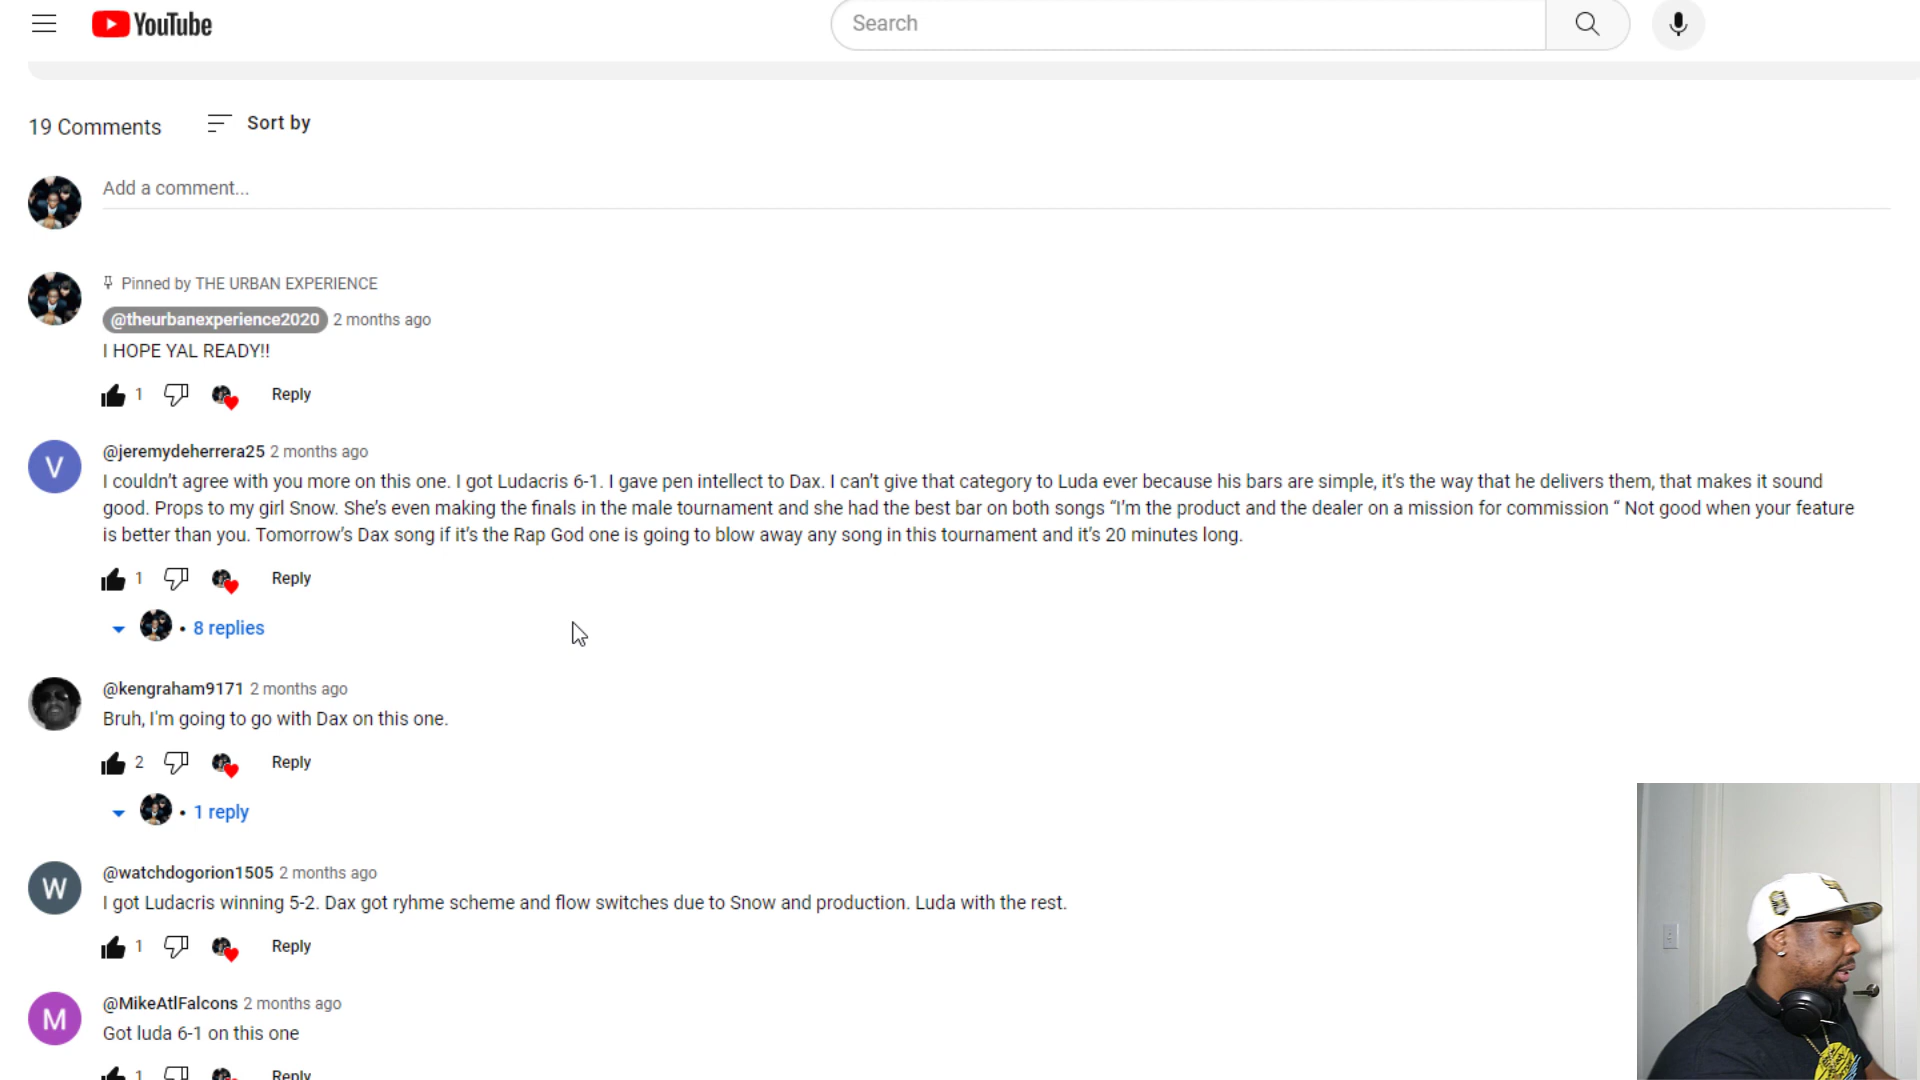 YouTube
Search
19 Comments
Sort by
Add a comment...
Pinned by THE URBAN EXPERIENCE
@theurbanexperience2020 2 months ago
I HOPE YAL READY!!
1
Reply
V
@jeremydeherrera25 2 months ago
I couldn't agree with you more on this one. I got Ludacris 6-1. I gave pen intellect to Dax. I can't give that category to Luda ever because his bars are simple, it's the way that he delivers them, that makes it sound
good. Props to my girl Snow. She's even making the finals in the male tournament and she had the best bar on both songs “I'm the product and the dealer on a mission for commission “ Not good when your feature
is better than you. Tomorrow's Dax song if it's the Rap God one is going to blow away any song in this tournament and it's 20 minutes long.
1
Reply
• 8 replies
@kengraham9171 2 months ago
Bruh, I'm going to go with Dax on this one.
2
Reply
• 1 reply
W
@watchdogorion1505 2 months ago
I got Ludacris winning 5-2. Dax got ryhme scheme and flow switches due to Snow and production. Luda with the rest.
1
Reply
M
@MikeAtlFalcons 2 months ago
Got luda 6-1 on this one
1
Reply